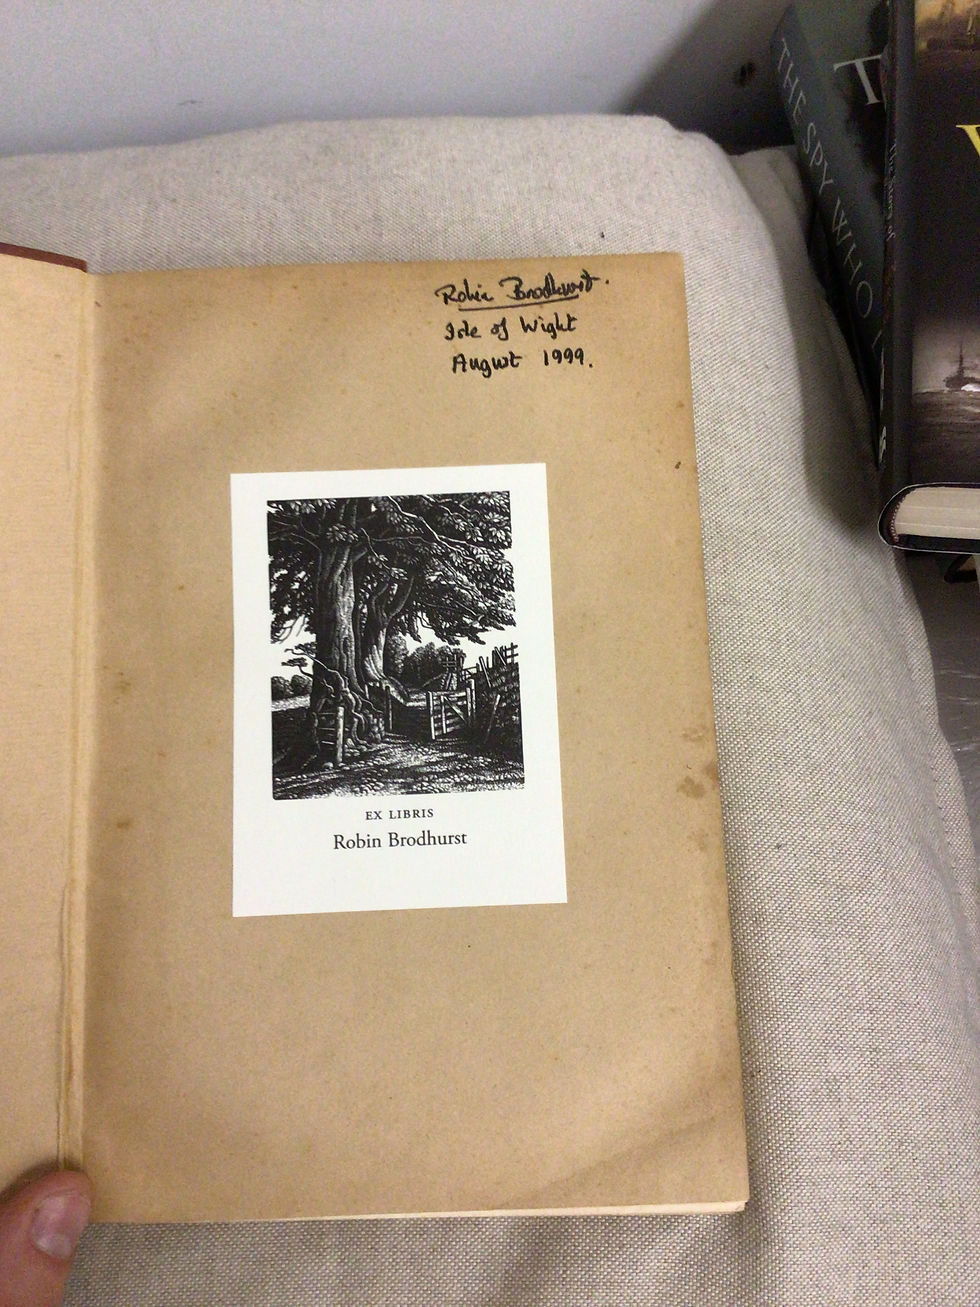 Robin Brodhurst.
Isle of Wight
August 1999.
EX LIBRIS
Robin Brodhurst
THE SPY WHO